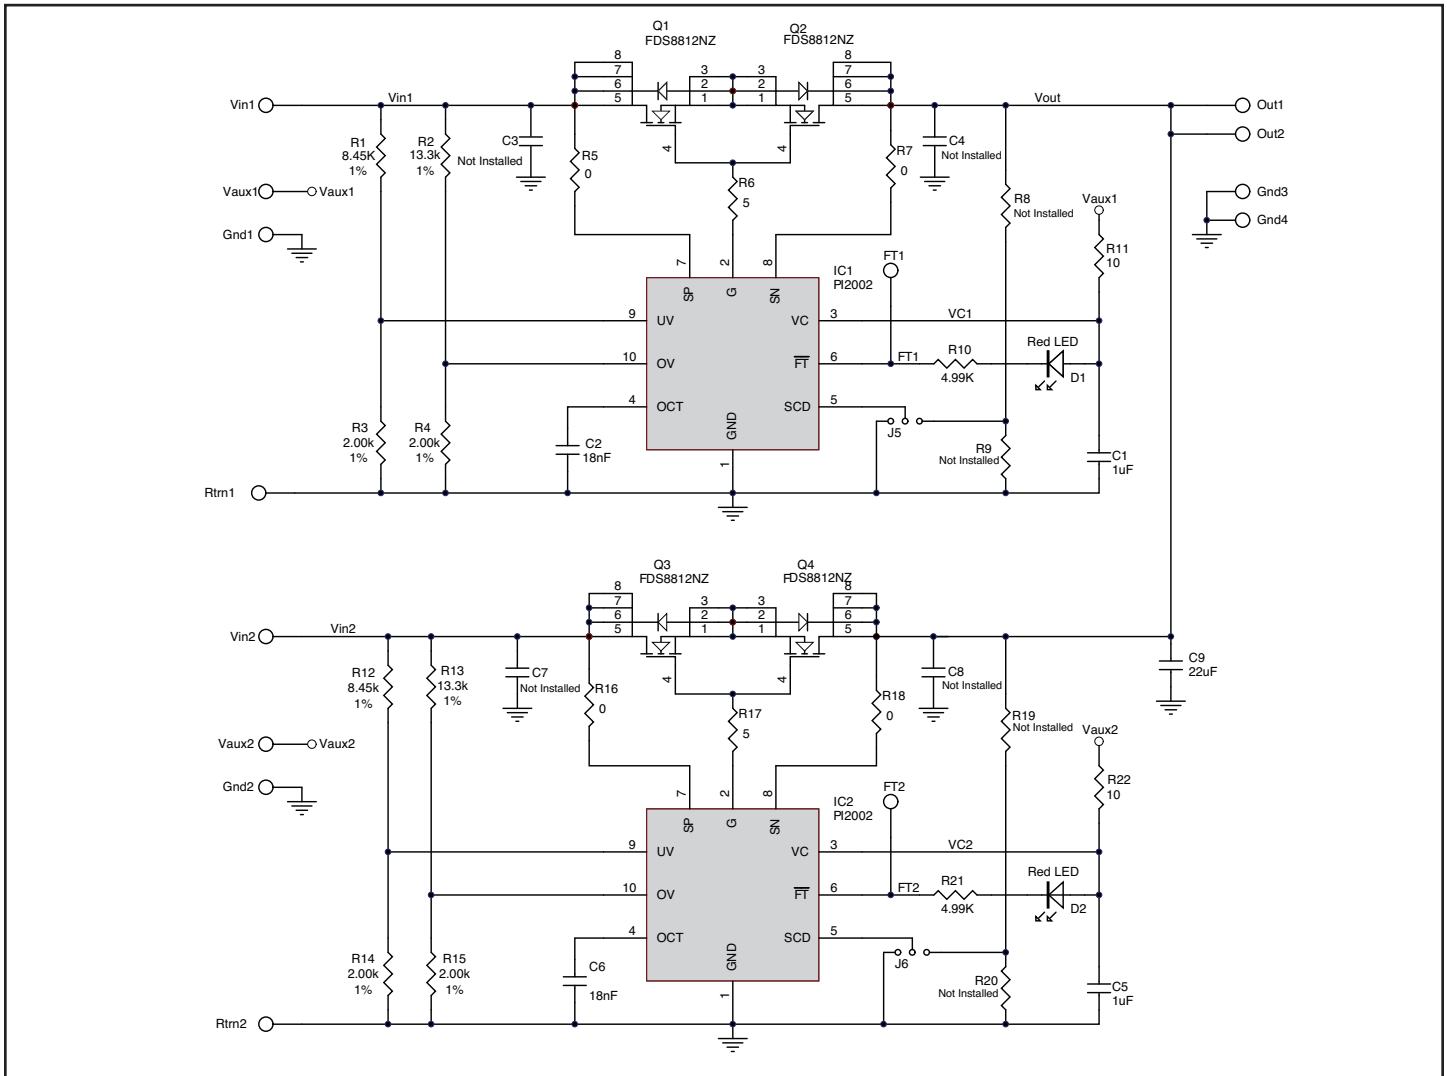 Q1
FDS8812NZ
Q2
FDS8812NZ
8
7
6
5
3
2
1
3
2
1
8
7
6
5
4
4
Vin1
Vin1
Vout
Out1
Out2
R1
8.45K
1%
R2
13.3k
1%
C3
Not Installed
R5
0
R6
5
R7
0
C4
Not Installed
R8
Not Installed
Vaux1
Vaux1
Gnd1
Gnd3
Gnd4
Vaux1
R11
10
7
2
8
FT1
IC1
PI2002
SP
G
SN
9
UV
VC
3
VC1
10
OV
FT
6
FT1
R10
4.99K
Red LED
D1
4
OCT
SCD
5
GND
1
J5
R3
2.00k
1%
R4
2.00k
1%
C2
18nF
R9
Not Installed
C1
1uF
Rtrn1
Q3
FDS8812NZ
Q4
FDS8812NZ
8
7
6
5
3
2
1
3
2
1
8
7
6
5
4
4
Vin2
Vin2
R12
8.45k
1%
R13
13.3k
1%
C7
Not Installed
R16
0
R17
5
R18
0
C8
Not Installed
R19
Not Installed
C9
22uF
Vaux2
Vaux2
Gnd2
Vaux2
R22
10
7
2
8
FT2
IC2
PI2002
SP
G
SN
9
UV
VC
3
VC2
10
OV
FT
6
FT2
R21
4.99K
Red LED
D2
4
OCT
SCD
5
GND
1
J6
R14
2.00k
1%
R15
2.00k
1%
C6
18nF
R20
Not Installed
C5
1uF
Rtrn2